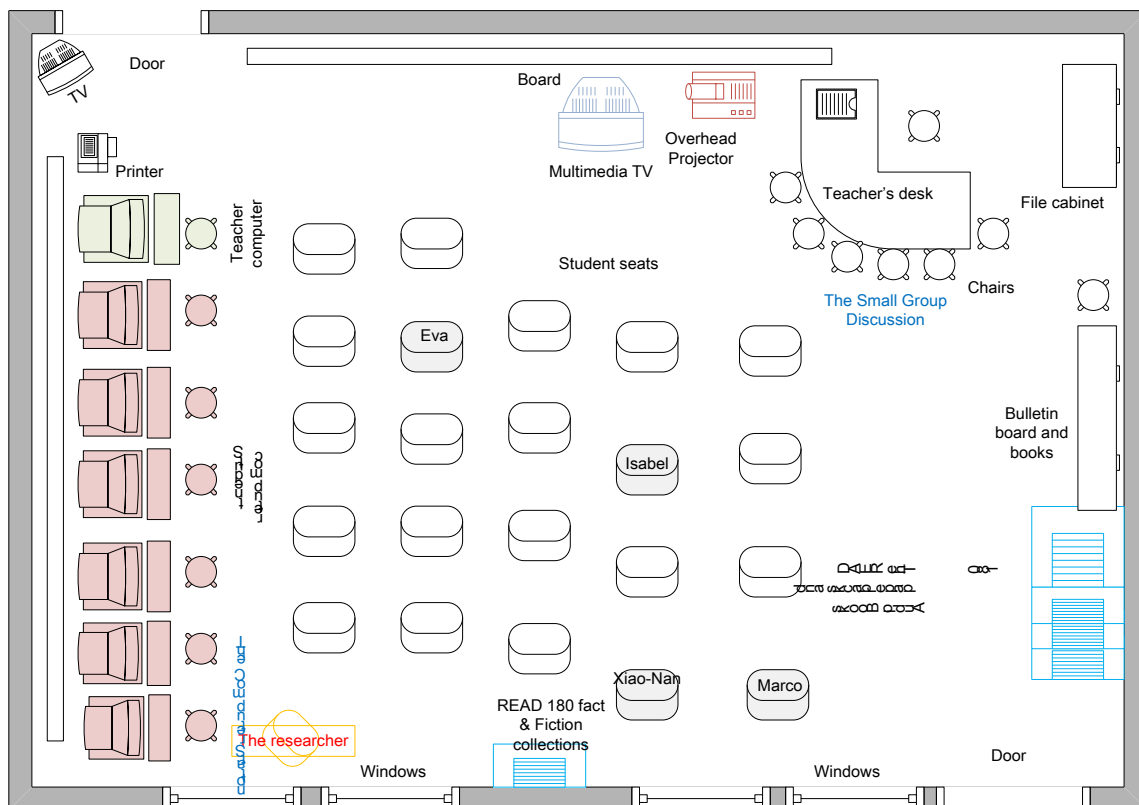 Door
TV
Board
Multimedia TV
Overhead
Projector
Teacher's desk
File cabinet
Printer
Teacher
computer
Student seats
Chairs
The Small Group
Discussion
Eva
Bulletin
board and
books
Isabel
Student
computer
Xiao-Nan
Marco
READ 180 fact
& Fiction
collections
The researcher
Windows
Windows
Door